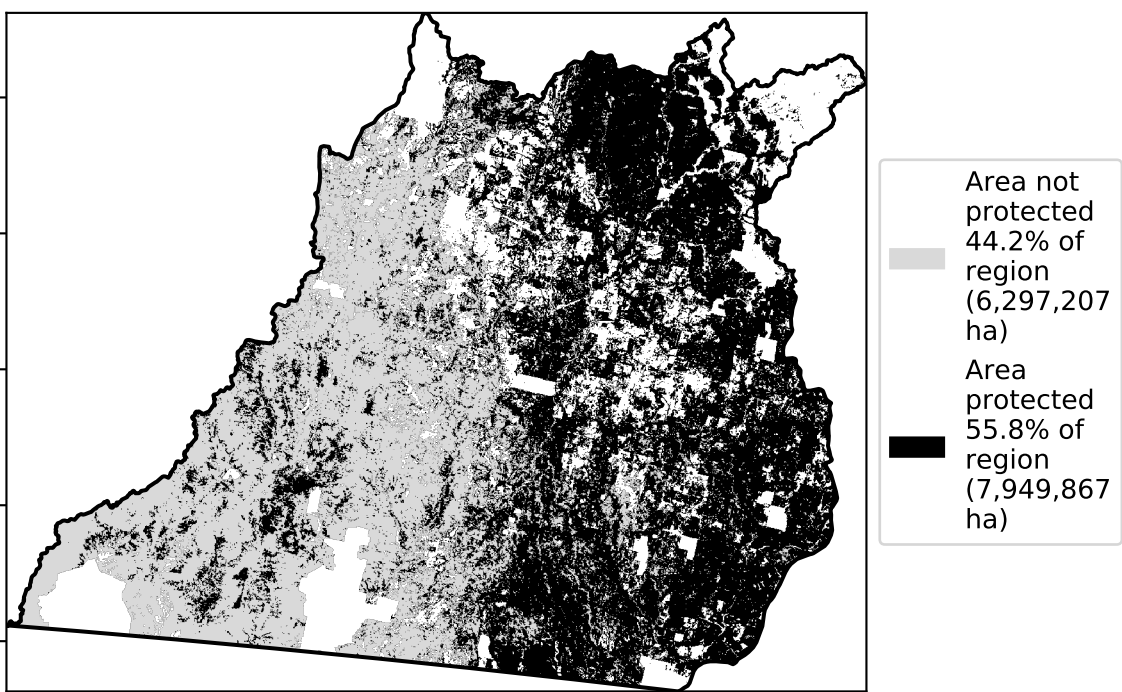 Area not
protected
44.2% of
region
(6,297,207
ha)
Area
protected
55.8% of
region
(7,949,867
ha)